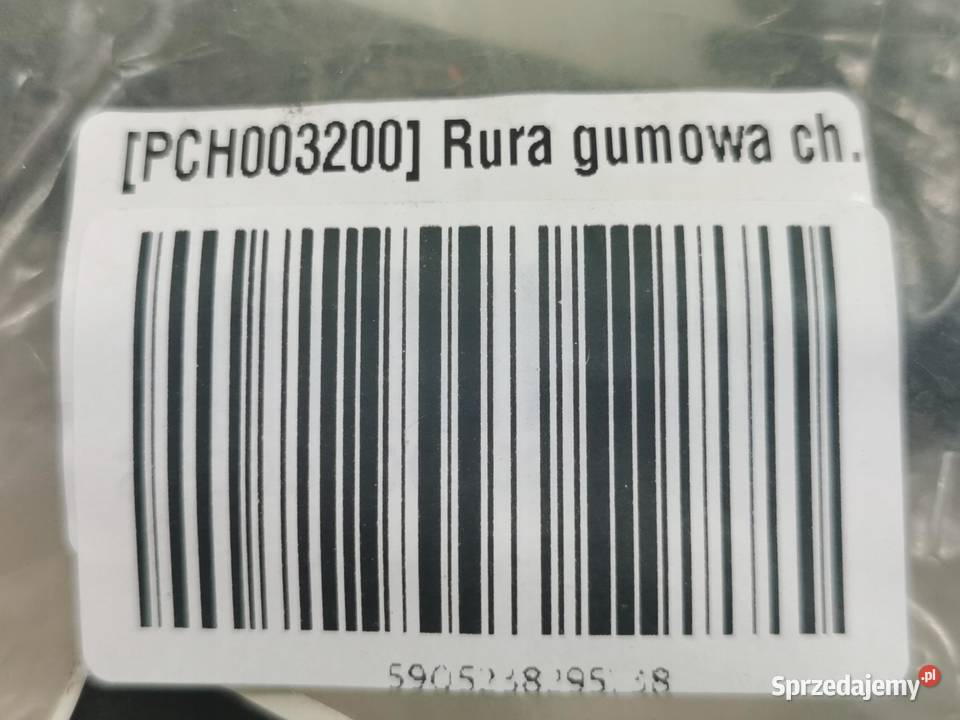 [PCH003200] Rura gumowa ch.
Sprzedajemy.pl